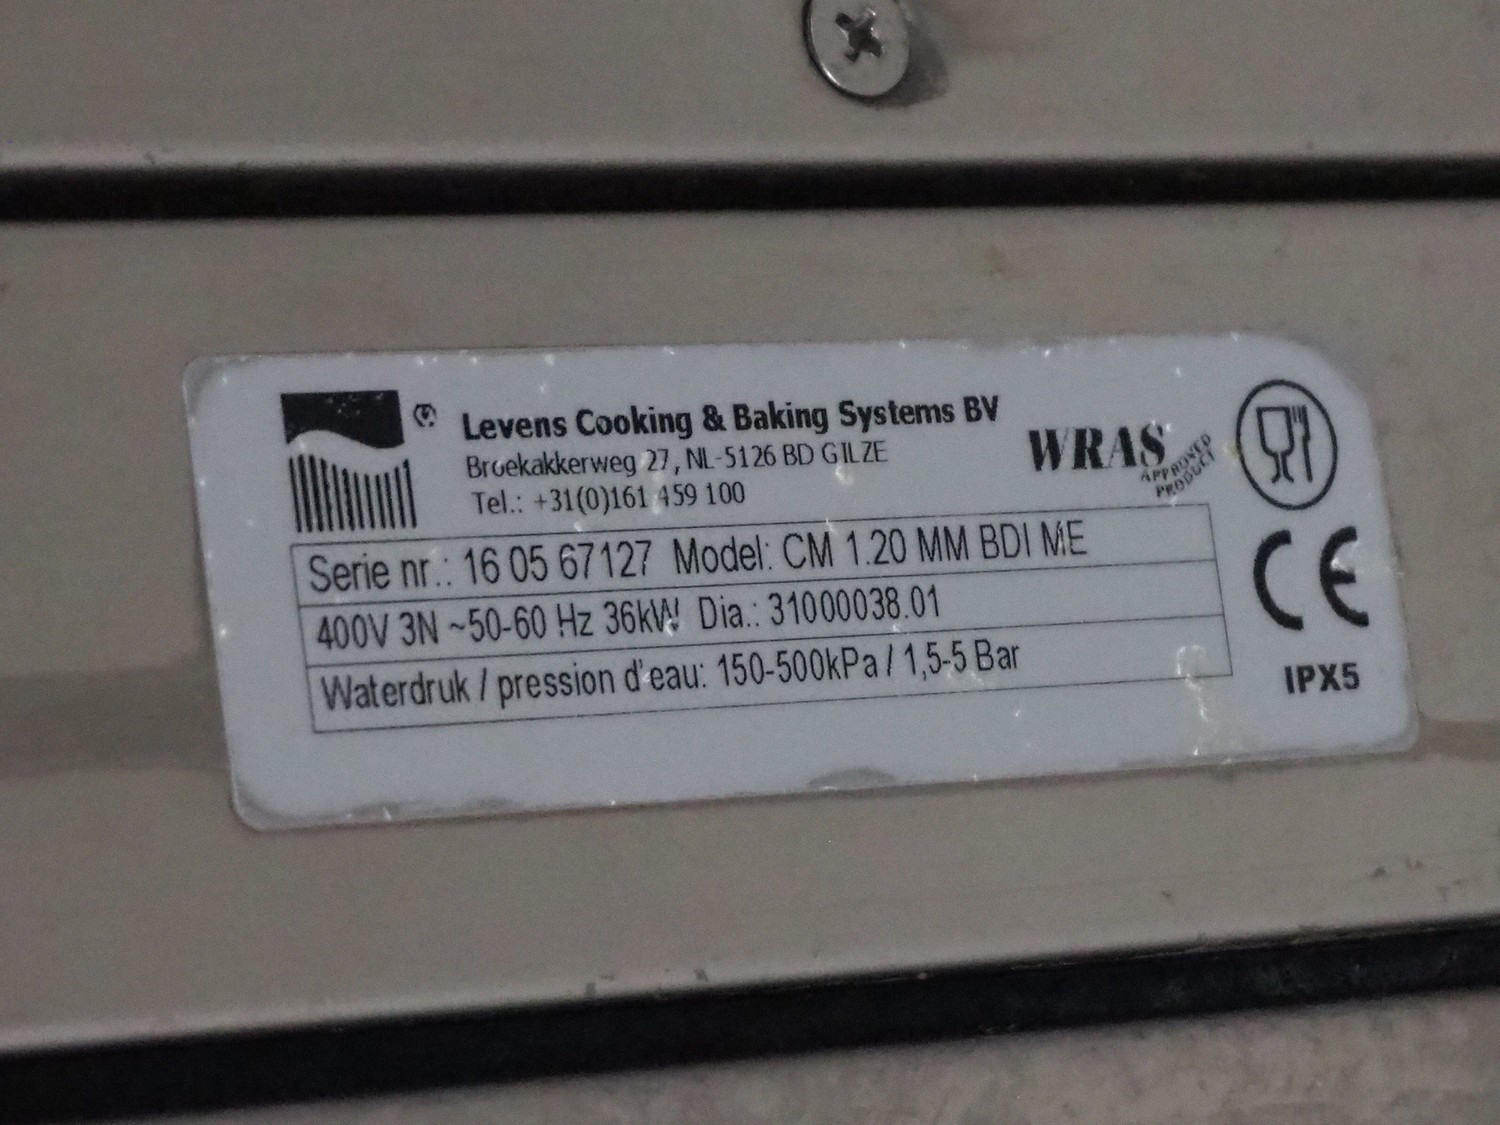 Levens Cooking & Baking Systems BV
Broekakkerweg 27, NL-5126 BD GILZE
Tel.: +31(0)161 459 100
WRAS
APPROVED
PRODUCT
Serie nr.: 16 05 67127 Model: CM 1.20 MM BDI ME
400V 3N ~50-60 Hz 36kW Dia.: 31000038.01
Waterdruk / pression d'eau: 150-500kPa / 1,5-5 Bar
CE
IPX5